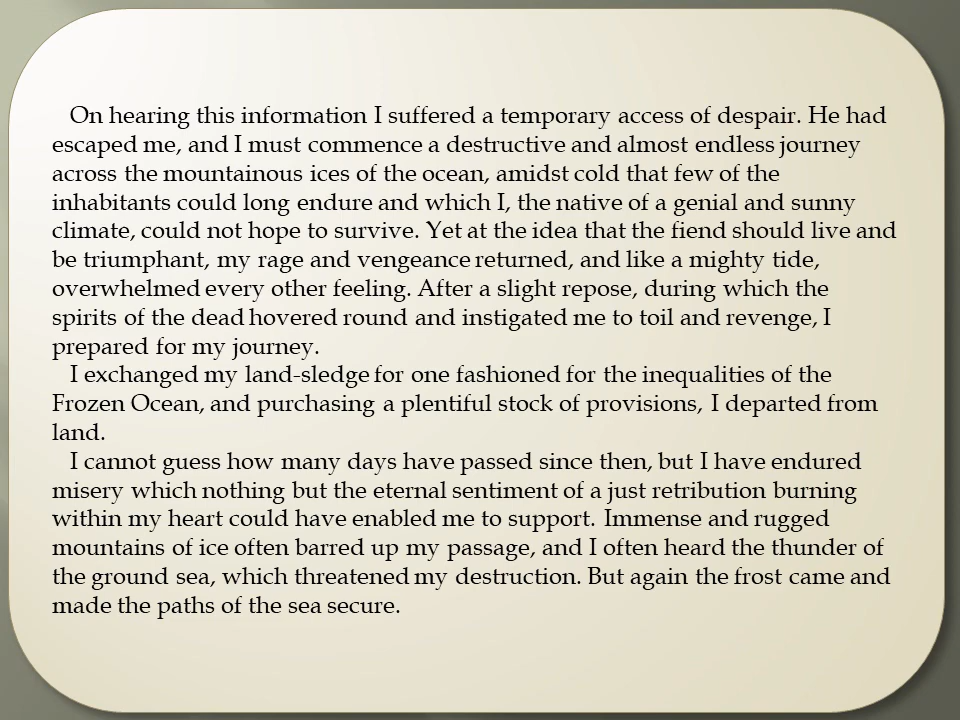 On hearing this information I suffered a temporary access of despair. He had
escaped me, and I must commence a destructive and almost endless journey
across the mountainous ices of the ocean, amidst cold that few of the
inhabitants could long endure and which I, the native of a genial and sunny
climate, could not hope to survive. Yet at the idea that the fiend should live and
be triumphant, my rage and vengeance returned, and like a mighty tide,
overwhelmed every other feeling. After a slight repose, during which the
spirits of the dead hovered round and instigated me to toil and revenge, I
prepared for my journey.
I exchanged my land-sledge for one fashioned for the inequalities of the
Frozen Ocean, and purchasing a plentiful stock of provisions, I departed from
land.
I cannot guess how many days have passed since then, but I have endured
misery which nothing but the eternal sentiment of a just retribution burning
within my heart could have enabled me to support. Immense and rugged
mountains of ice often barred up my passage, and I often heard the thunder of
the ground sea, which threatened my destruction. But again the frost came and
made the paths of the sea secure.